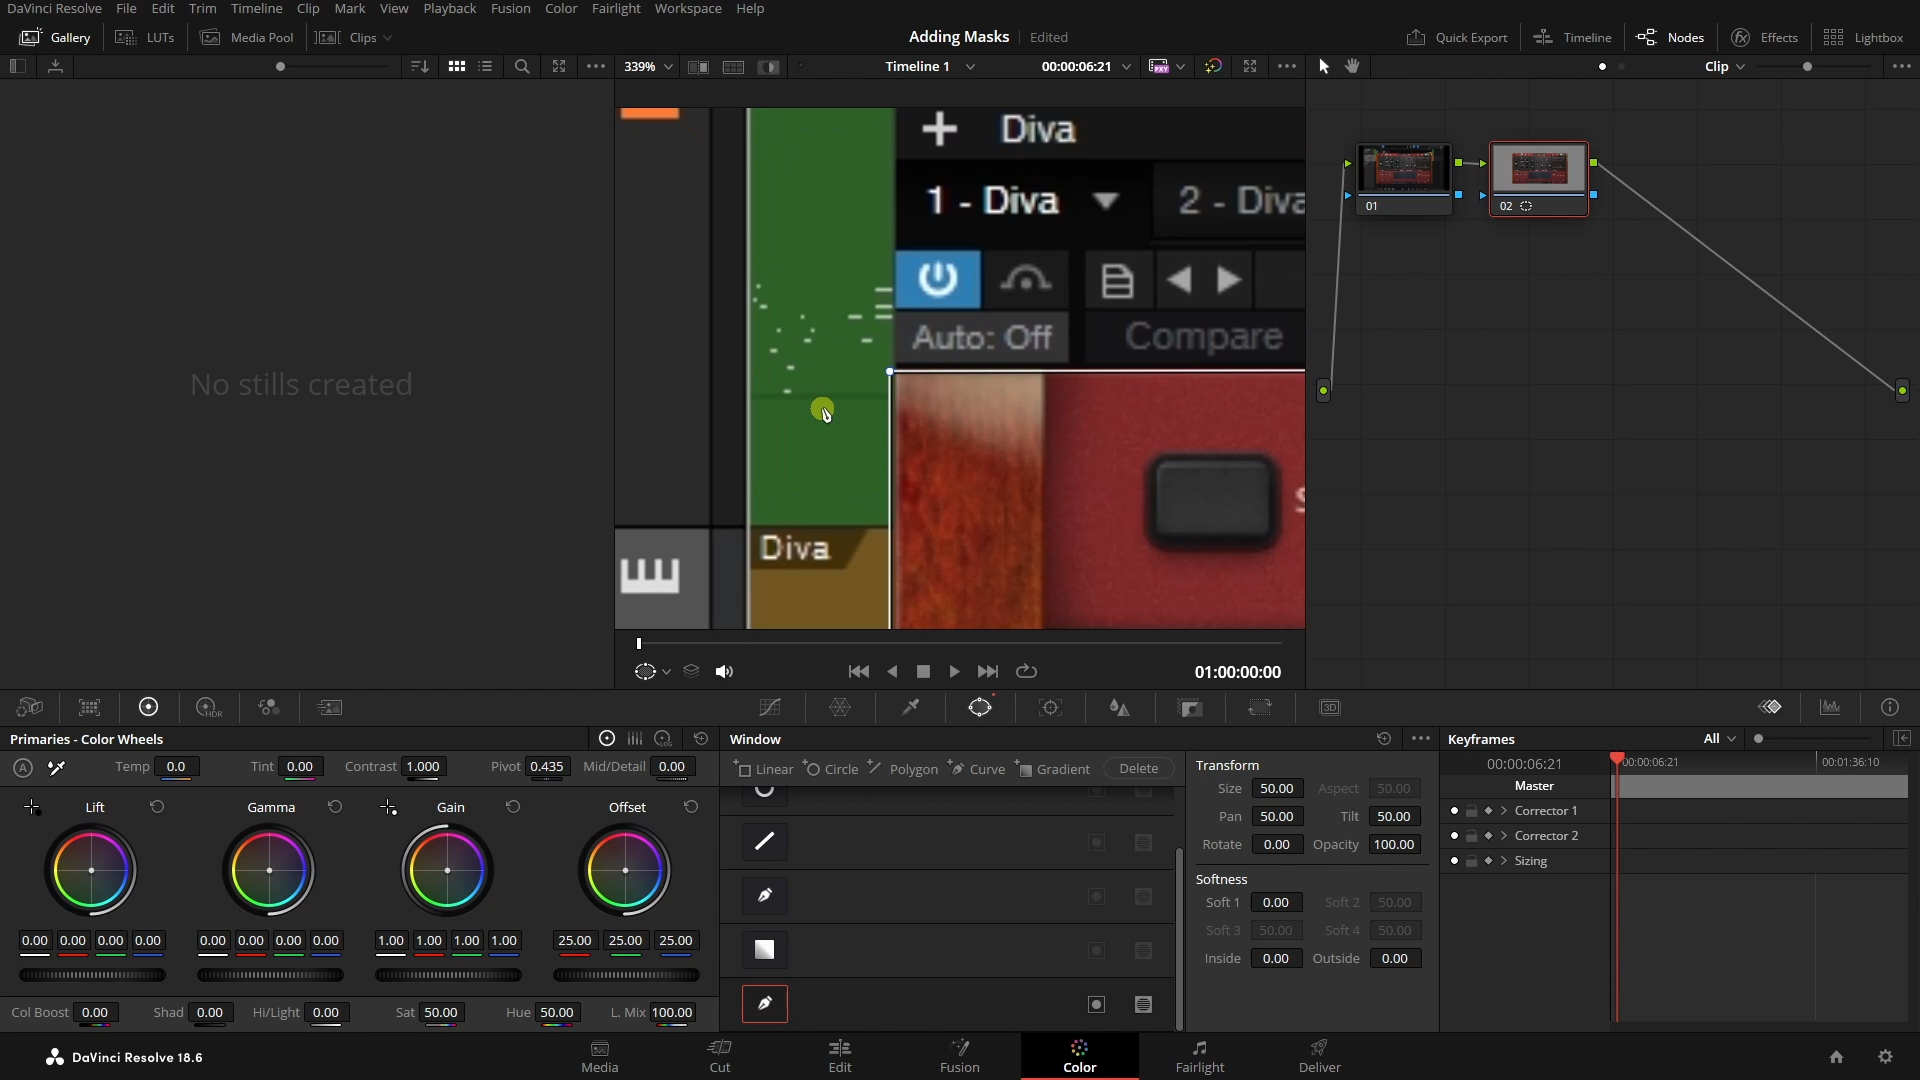 DaVinci Resolve File Edit Trim Timeline Clip Mark View Playback Fusion Color Fairlight Workspace Help
Gallery LUTs Media Pool Clips Adding Masks Edited Quick Export Timeline Nodes Effects Lightbox
339% Timeline 1 00:00:06:21 PXY Clip
No stills created
+ Diva
1 - Diva 2 - Diva
Auto: Off Compare
Diva
01 02
01:00:00:00
HDR 3D
Primaries - Color Wheels LOG
A Temp 0.0 Tint 0.00 Contrast 1.000 Pivot 0.435 Mid/Detail 0.00
Lift Gamma Gain Offset
0.00 0.00 0.00 0.00 0.00 0.00 0.00 0.00 1.00 1.00 1.00 1.00 25.00 25.00 25.00
Col Boost 0.00 Shad 0.00 Hi/Light 0.00 Sat 50.00 Hue 50.00 L. Mix 100.00
Window
Linear Circle Polygon Curve Gradient Delete
Transform
Size 50.00 Aspect 50.00
Pan 50.00 Tilt 50.00
Rotate 0.00 Opacity 100.00
Softness
Soft 1 0.00 Soft 2 50.00
Soft 3 50.00 Soft 4 50.00
Inside 0.00 Outside 0.00
Keyframes All
00:00:06:21 00:00:06:21 00:01:36:10
Master
Corrector 1
Corrector 2
Sizing
DaVinci Resolve 18.6 Media Cut Edit Fusion Color Fairlight Deliver